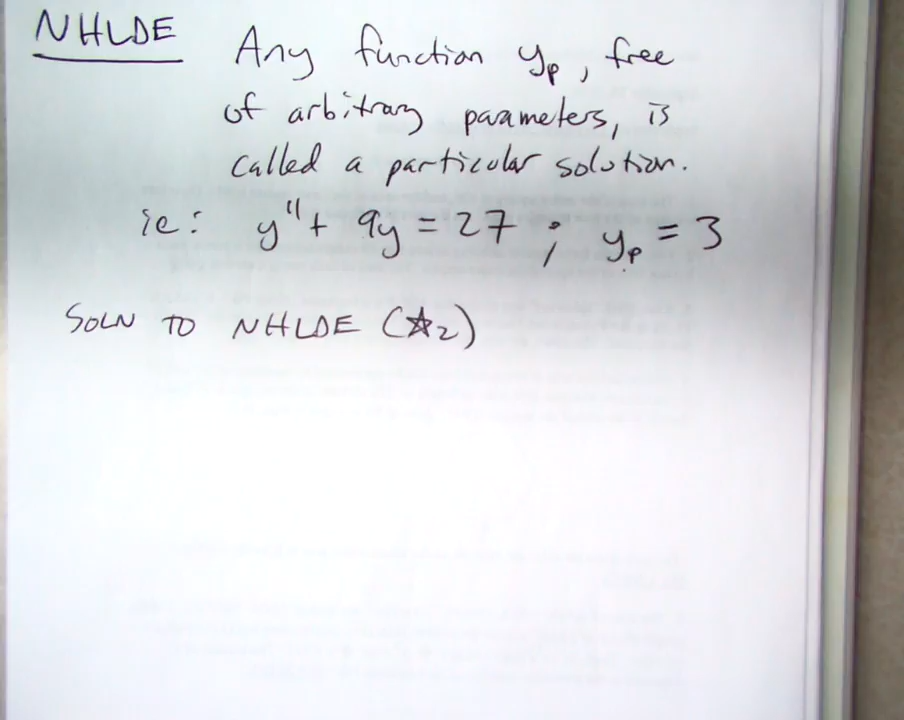 NHLDE Any function yₚ, free
of arbitrary parameters, is
called a particular solution.
ie: y" + 9y = 27 ; yₚ = 3
SOLN TO NHLDE (☆2)